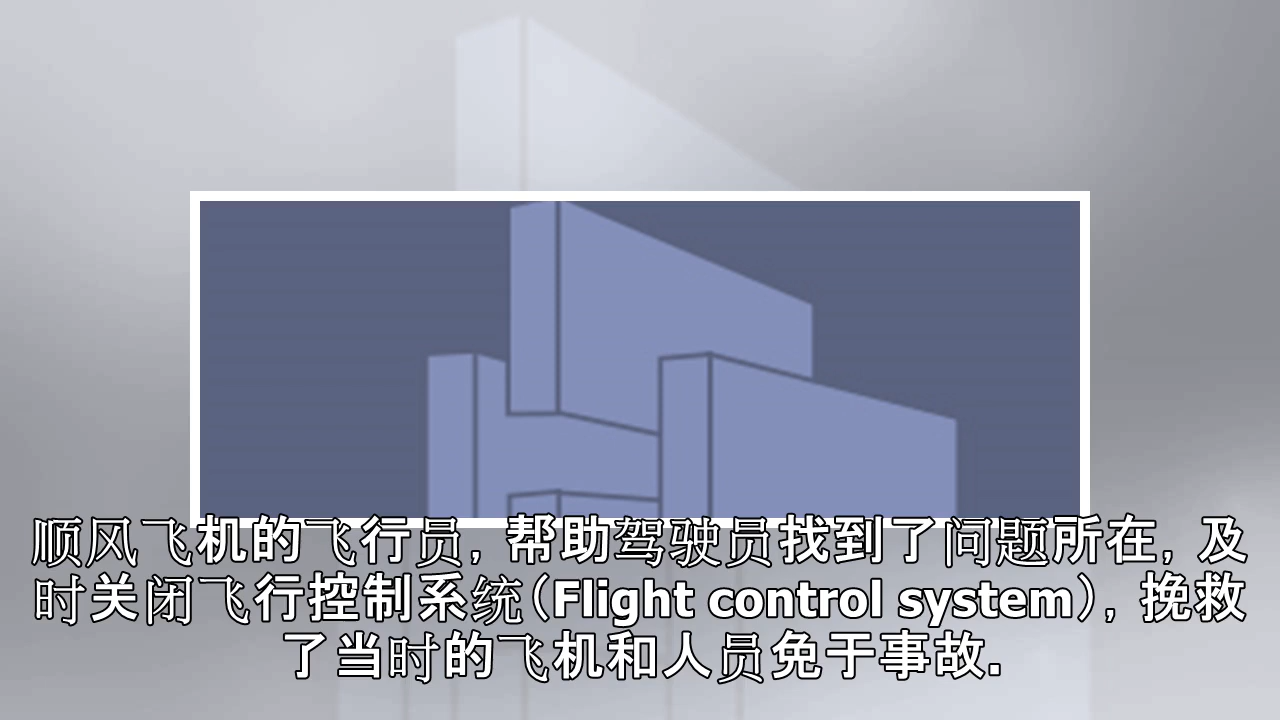 顺风飞机的飞行员, 帮助驾驶员找到了问题所在, 及
时关闭飞行控制系统(Flight control system), 挽救
了当时的飞机和人员免于事故.